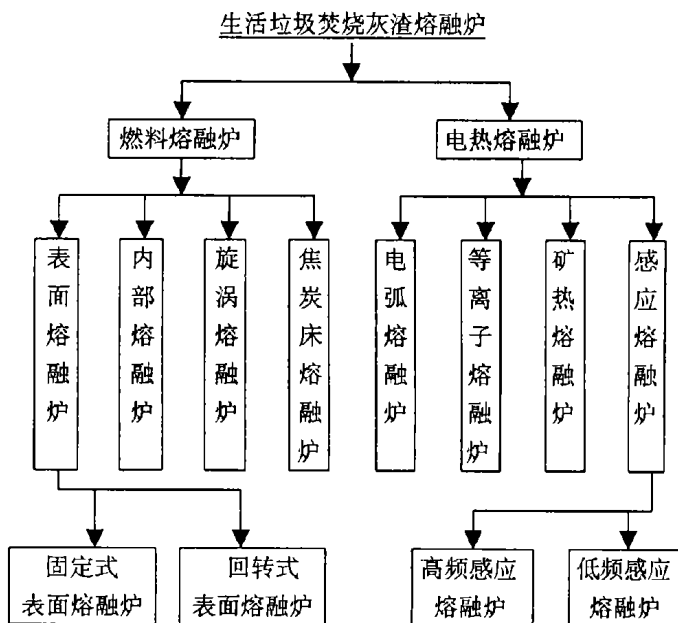 生活垃圾焚烧灰渣熔融炉
燃料熔融炉
电热熔融炉
表面熔融炉
内部熔融炉
旋涡熔融炉
焦炭床熔融炉
电弧熔融炉
等离子熔融炉
矿热熔融炉
感应熔融炉
固定式
表面熔融炉
回转式
表面熔融炉
高频感应
熔融炉
低频感应
熔融炉